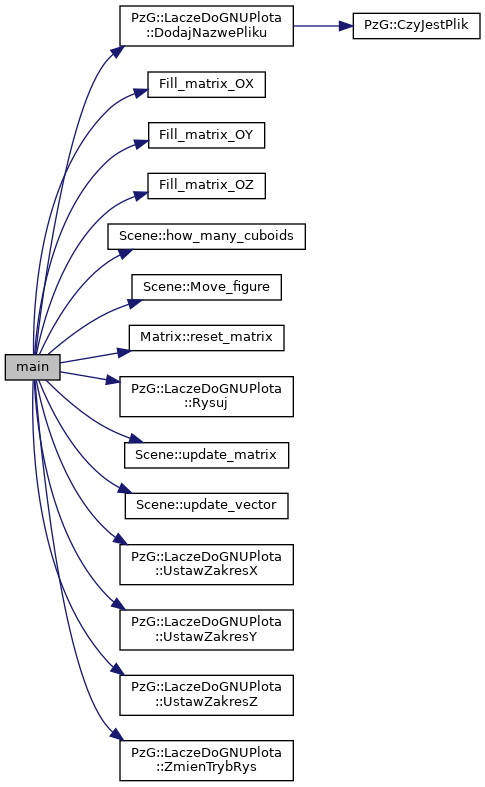 PzG::LaczeDoGNUPlota
::DodajNazwePliku
PzG::CzyJestPlik
Fill_matrix_OX
Fill_matrix_OY
Fill_matrix_OZ
Scene::how_many_cuboids
Scene::Move_figure
Matrix::reset_matrix
main
PzG::LaczeDoGNUPlota
::Rysuj
Scene::update_matrix
Scene::update_vector
PzG::LaczeDoGNUPlota
::UstawZakresX
PzG::LaczeDoGNUPlota
::UstawZakresY
PzG::LaczeDoGNUPlota
::UstawZakresZ
PzG::LaczeDoGNUPlota
::ZmienTrybRys